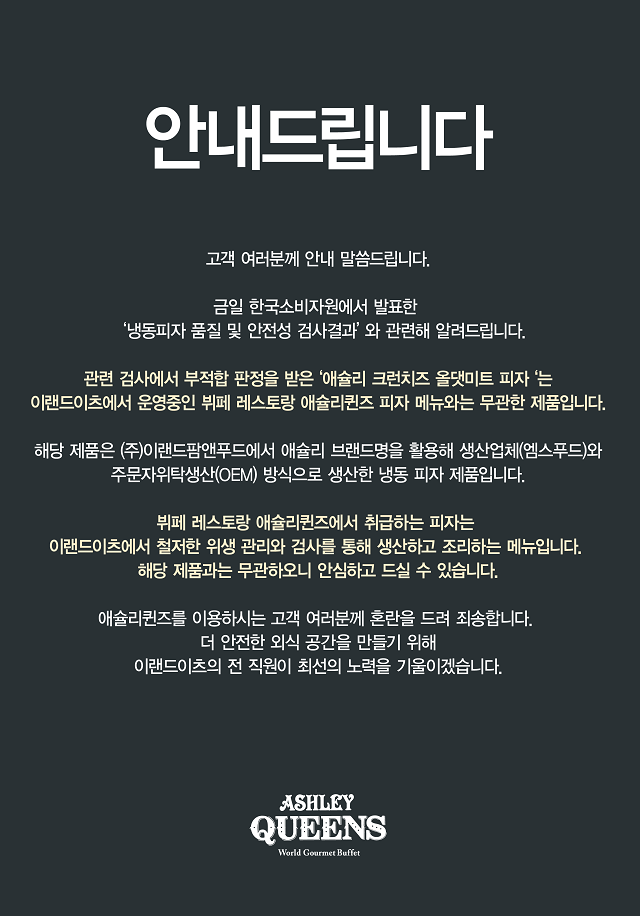 안내드립니다
고객 여러분께 안내 말씀드립니다.
금일 한국소비자원에서 발표한
‘냉동피자 품질 및 안전성 검사결과’ 와 관련해 알려드립니다.
관련 검사에서 부적합 판정을 받은 ‘애슐리 크런치즈 올댓미트 피자 ‘는
이랜드이츠에서 운영중인 뷔페 레스토랑 애슐리퀸즈 피자 메뉴와는 무관한 제품입니다.
해당 제품은 (주)이랜드팜앤푸드에서 애슐리 브랜드명을 활용해 생산업체(엠스푸드)와
주문자위탁생산(OEM) 방식으로 생산한 냉동 피자 제품입니다.
뷔페 레스토랑 애슐리퀸즈에서 취급하는 피자는
이랜드이츠에서 철저한 위생 관리와 검사를 통해 생산하고 조리하는 메뉴입니다.
해당 제품과는 무관하오니 안심하고 드실 수 있습니다.
애슐리퀸즈를 이용하시는 고객 여러분께 혼란을 드려 죄송합니다.
더 안전한 외식 공간을 만들기 위해
이랜드이츠의 전 직원이 최선의 노력을 기울이겠습니다.
ASHLEY
QUEENS
World Gourmet Buffet